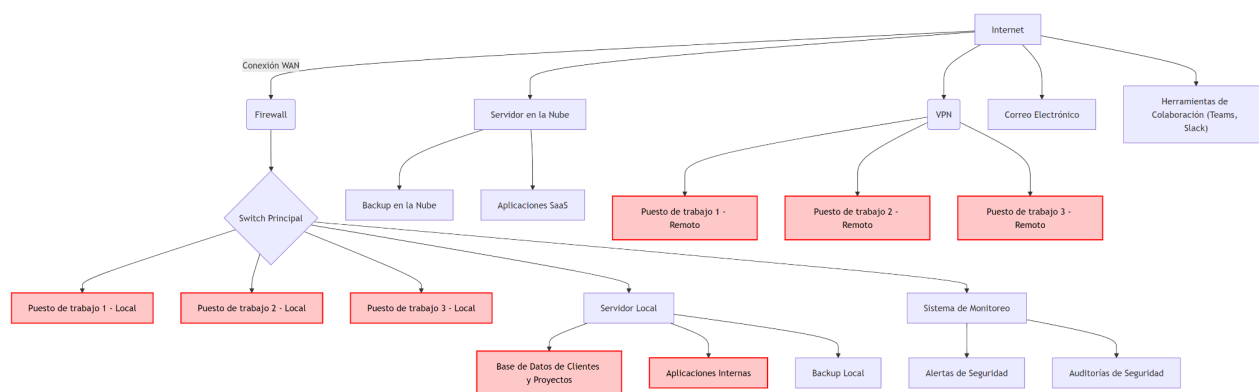 Internet
Conexión WAN
Firewall
Servidor en la Nube
VPN
Correo Electrónico
Herramientas de
Colaboración (Teams,
Slack)
Switch Principal
Backup en la Nube
Aplicaciones SaaS
Puesto de trabajo 1 -
Remoto
Puesto de trabajo 2 -
Remoto
Puesto de trabajo 3 -
Remoto
Puesto de trabajo 1 - Local
Puesto de trabajo 2 - Local
Puesto de trabajo 3 - Local
Servidor Local
Sistema de Monitoreo
Base de Datos de Clientes
y Proyectos
Aplicaciones Internas
Backup Local
Alertas de Seguridad
Auditorías de Seguridad